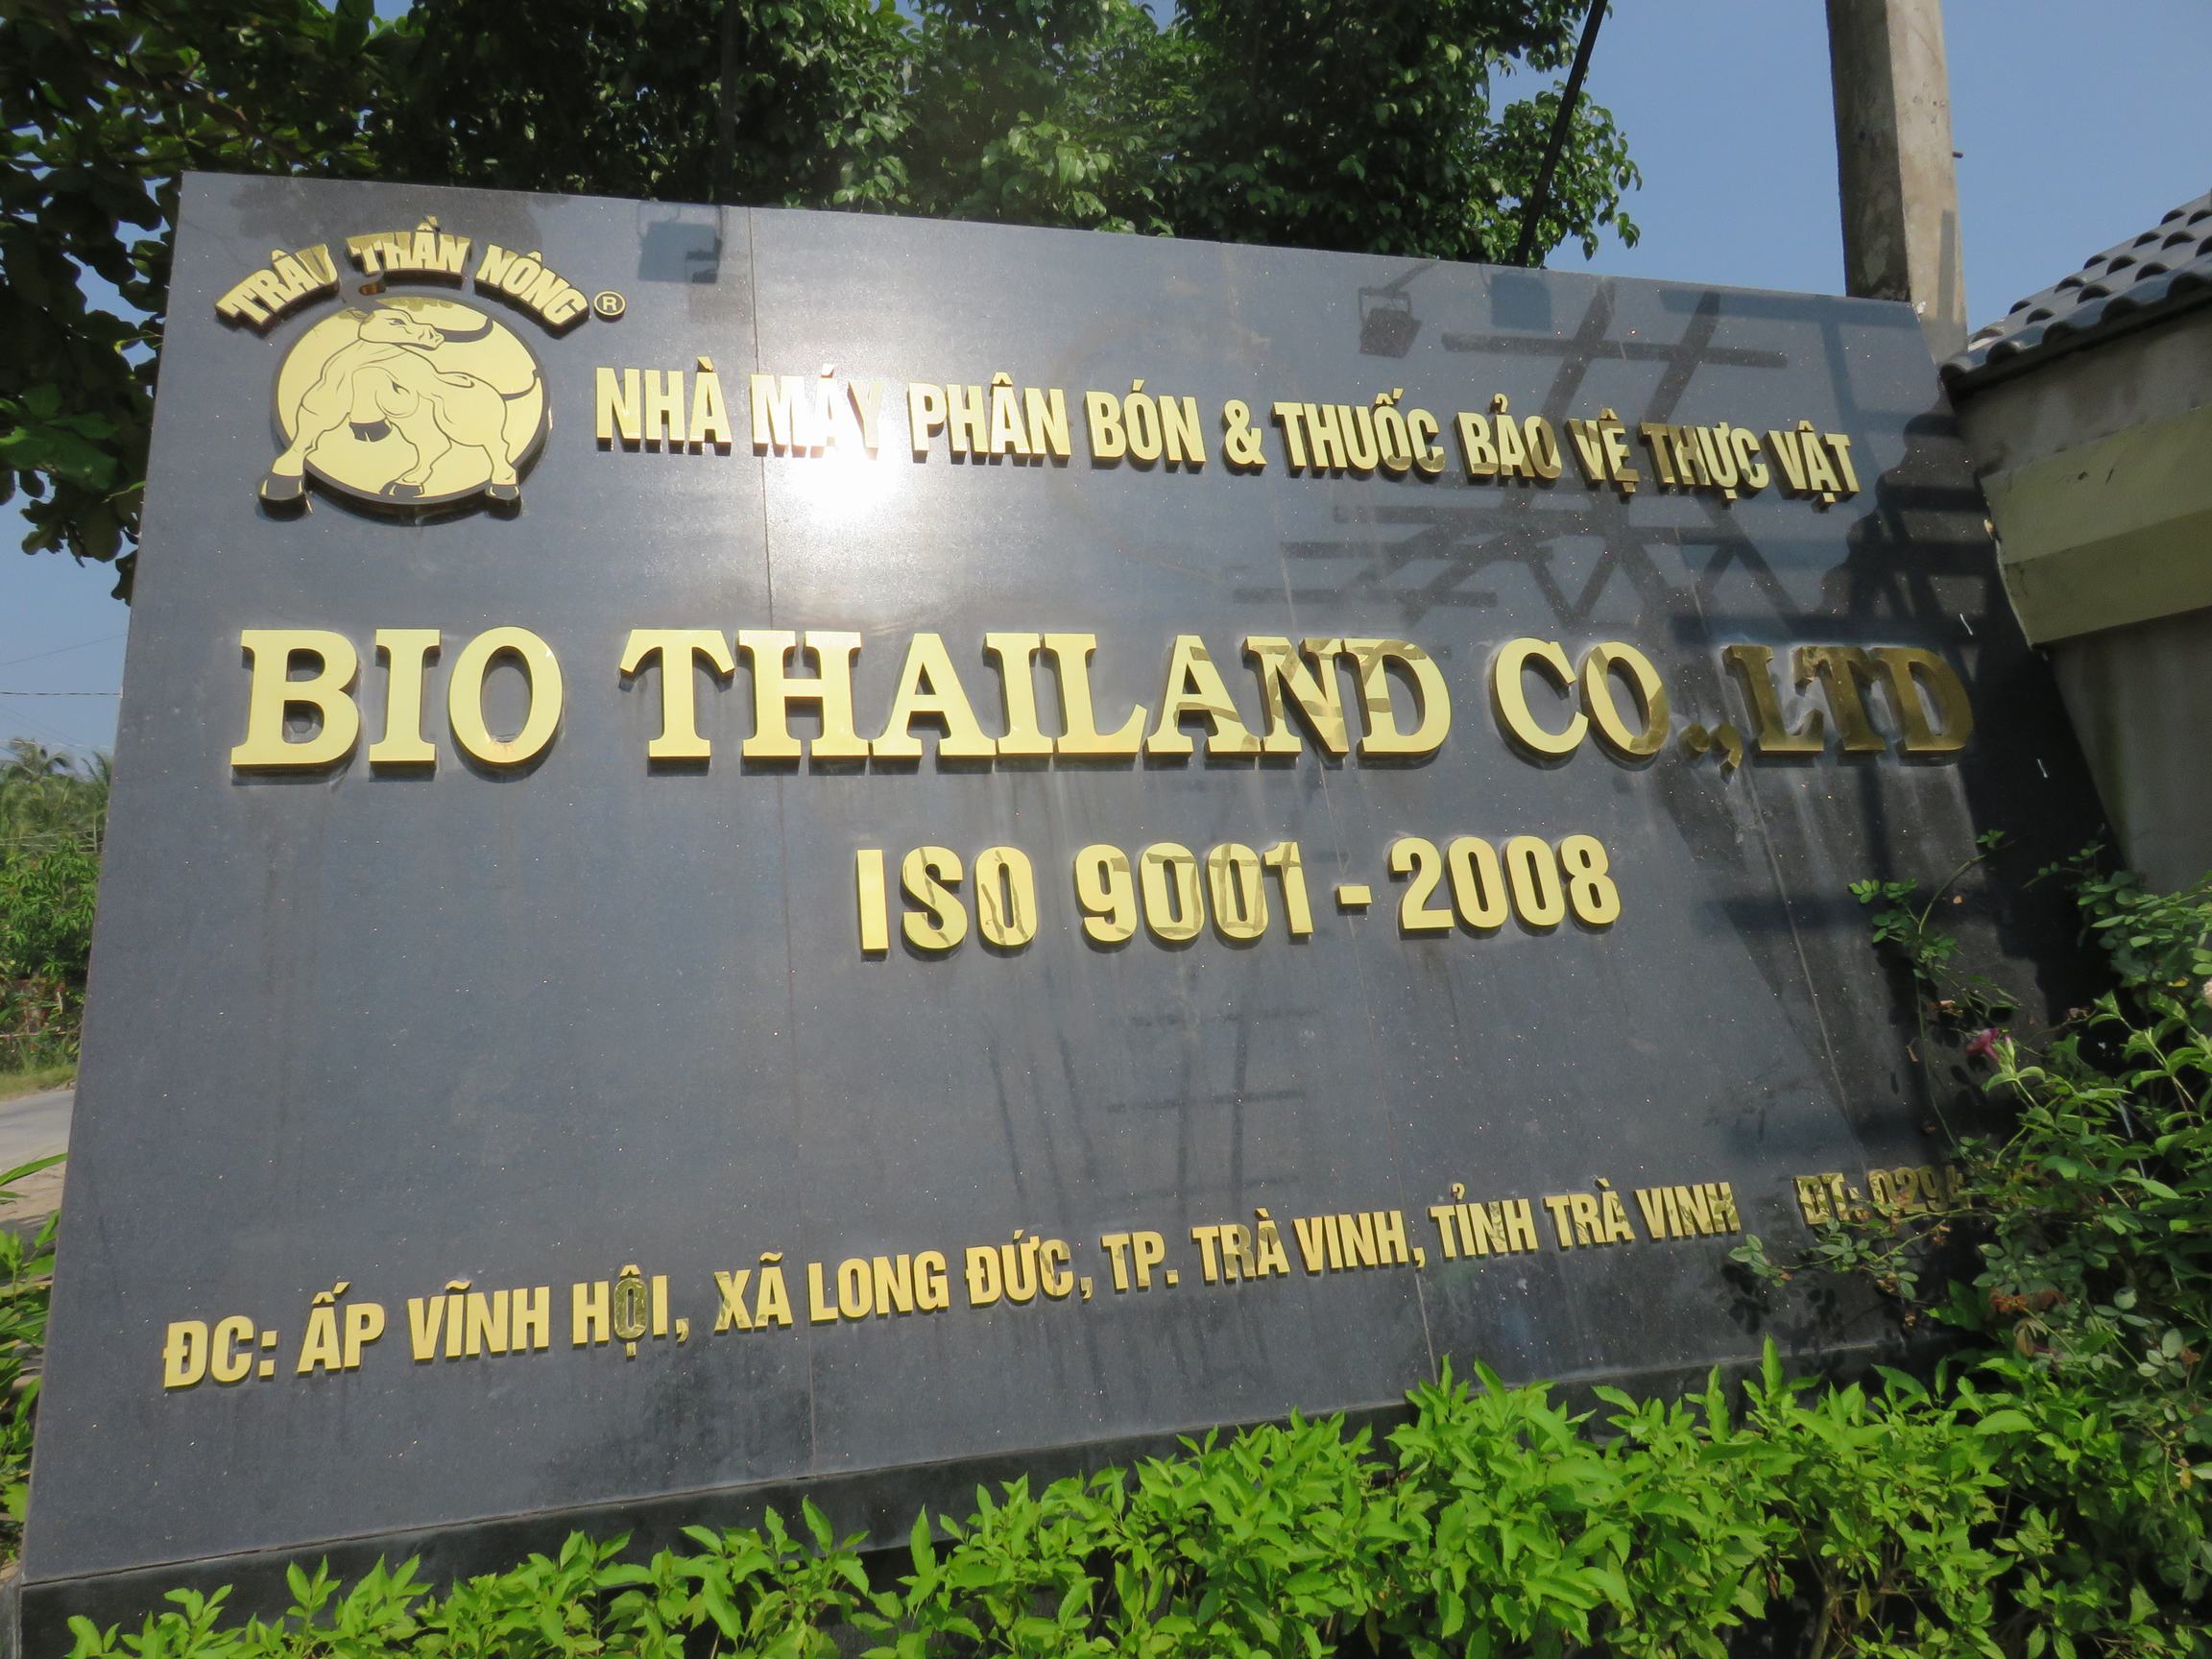 TRÂU THẦN NÔNG ®
NHÀ MÁY PHÂN BÓN & THUỐC BẢO VỆ THỰC VẬT
BIO THAILAND CO.,LTD
ISO 9001 - 2008
ĐC: ẤP VĨNH HỘI, XÃ LONG ĐỨC, TP. TRÀ VINH, TỈNH TRÀ VINH ĐT: